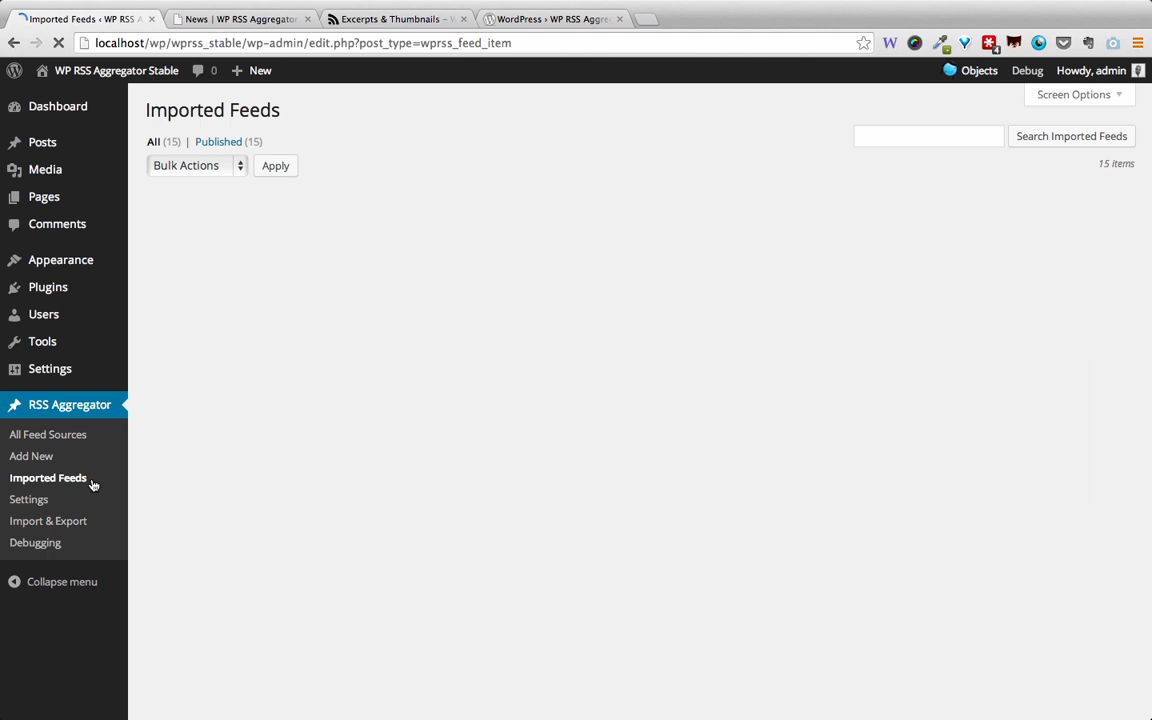 Imported Feeds ‹ WP RSS A
News | WP RSS Aggregator
Excerpts & Thumbnails – W
WordPress › WP RSS Aggre
localhost/wp/wprss_stable/wp-admin/edit.php?post_type=wprss_feed_item
W
4
WP RSS Aggregator Stable
0
New
Objects
Debug
Howdy, admin
Dashboard
Posts
Media
Pages
Comments
Appearance
Plugins
Users
Tools
Settings
RSS Aggregator
All Feed Sources
Add New
Imported Feeds
Settings
Import & Export
Debugging
Collapse menu
Imported Feeds
Screen Options
All (15) | Published (15)
Search Imported Feeds
Bulk Actions
Apply
15 items